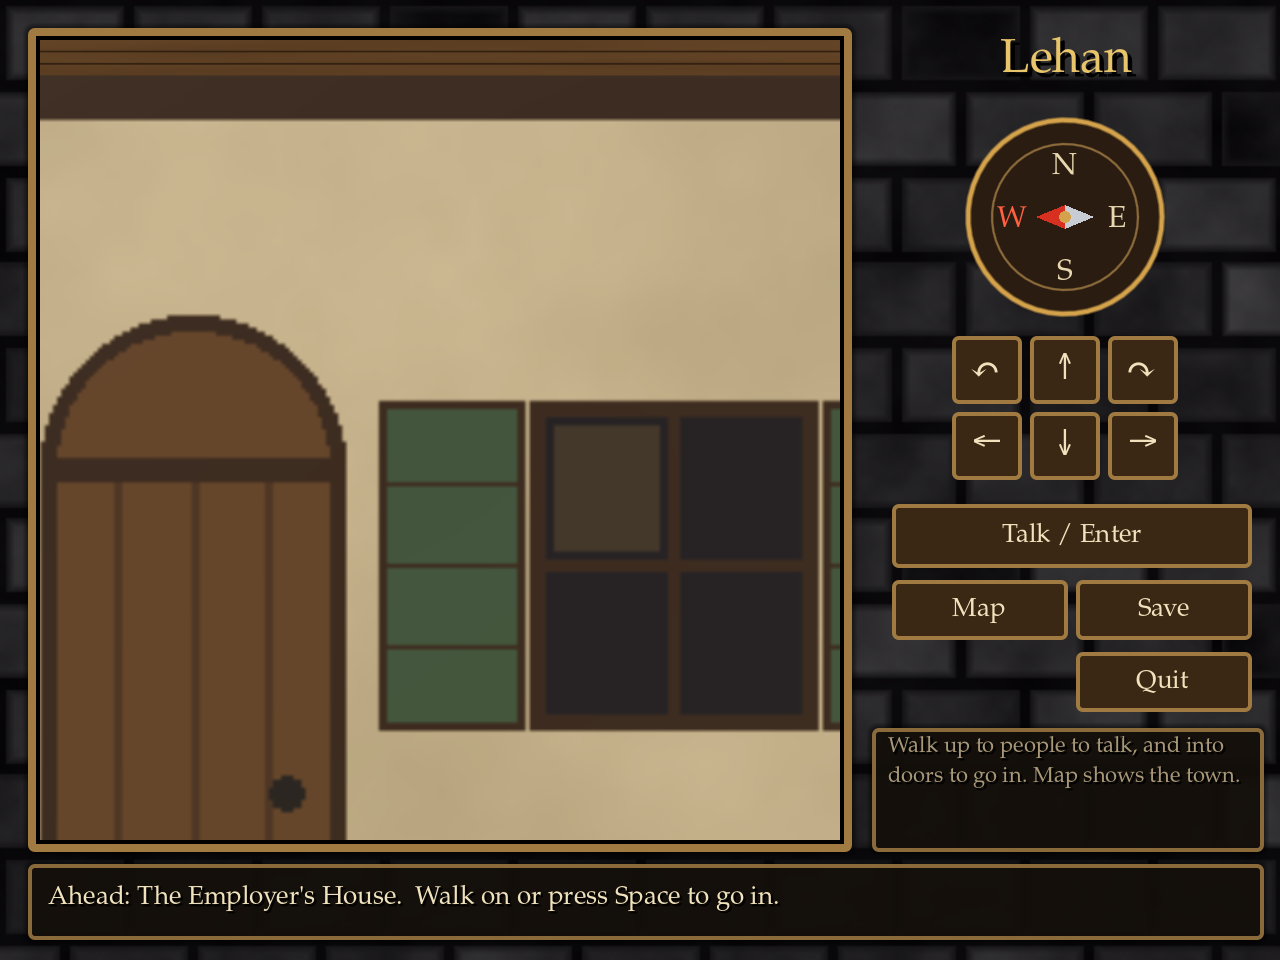 Lehan
N
W E
S
Talk / Enter
Map
Save
Quit
Walk up to people to talk, and into
doors to go in. Map shows the town.
Ahead: The Employer's House.  Walk on or press Space to go in.